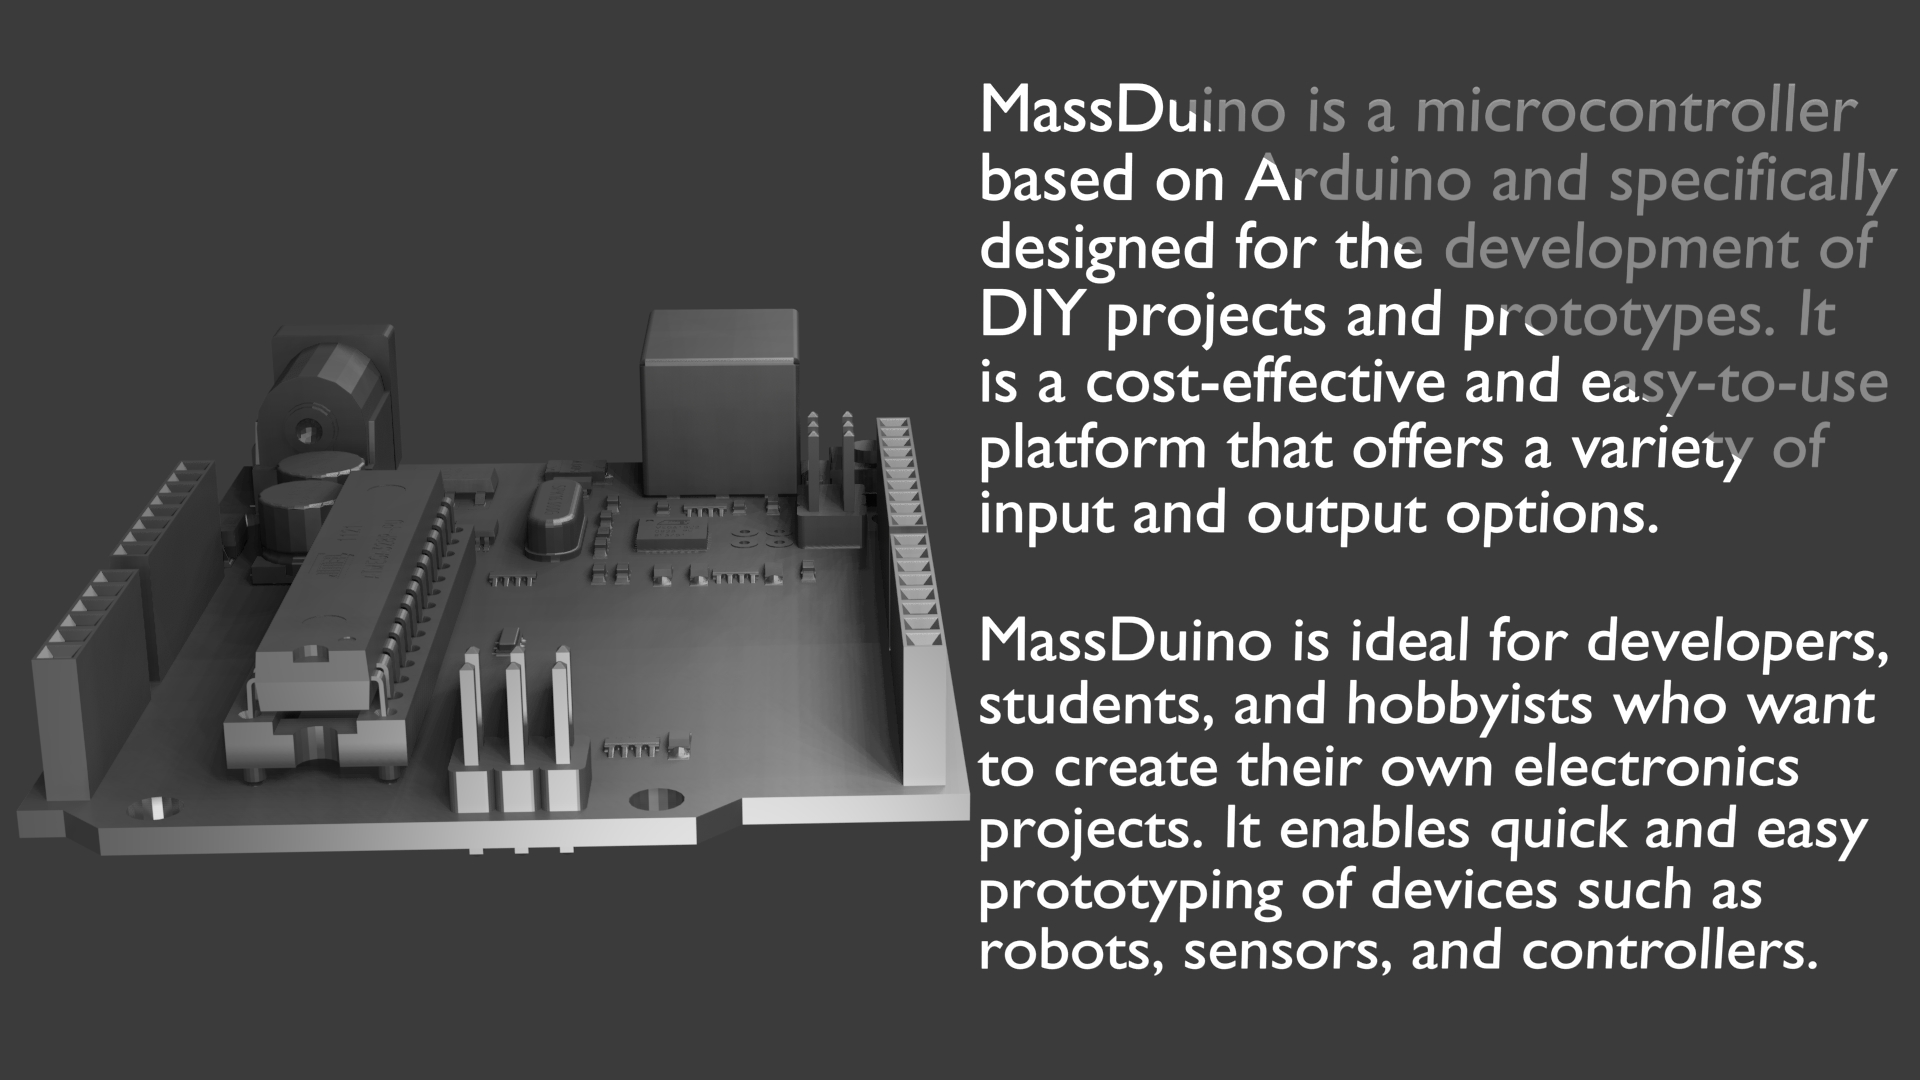 MassDuino is a microcontroller
based on Arduino and specifically
designed for the development of
DIY projects and prototypes. It
is a cost-effective and easy-to-use
platform that offers a variety of
input and output options.
MassDuino is ideal for developers,
students, and hobbyists who want
to create their own electronics
projects. It enables quick and easy
prototyping of devices such as
robots, sensors, and controllers.